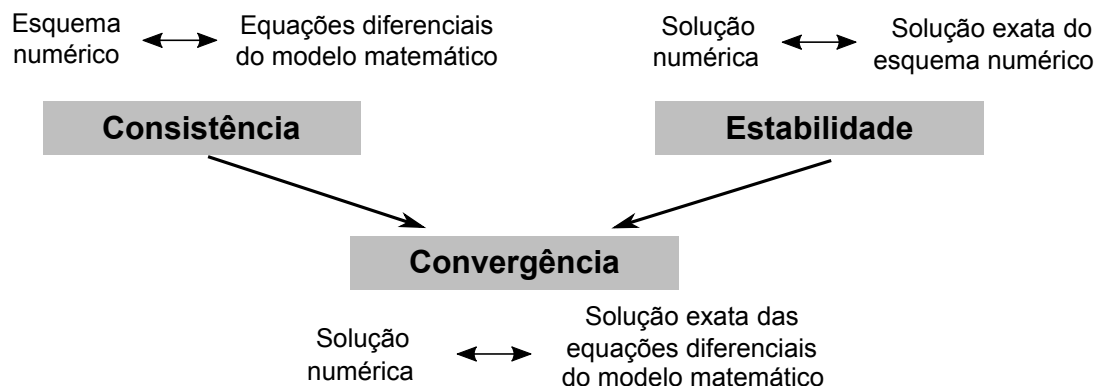 Esquema
numérico
Equações diferenciais
do modelo matemático
Solução
numérica
Solução exata do
esquema numérico
Consistência
Estabilidade
Convergência
Solução
numérica
Solução exata das
equações diferenciais
do modelo matemático